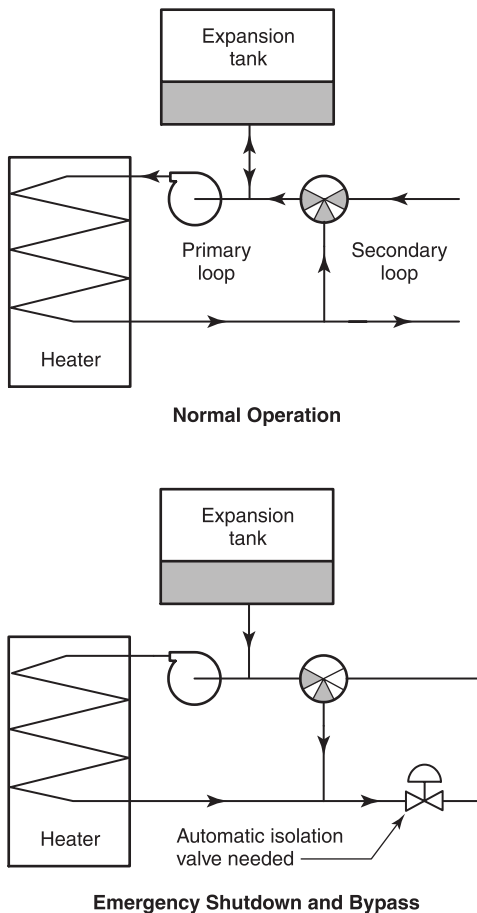 Expansion
tank
Primary
loop
Secondary
loop
Heater
Normal Operation
Expansion
tank
Heater
Automatic isolation
valve needed
Emergency Shutdown and Bypass